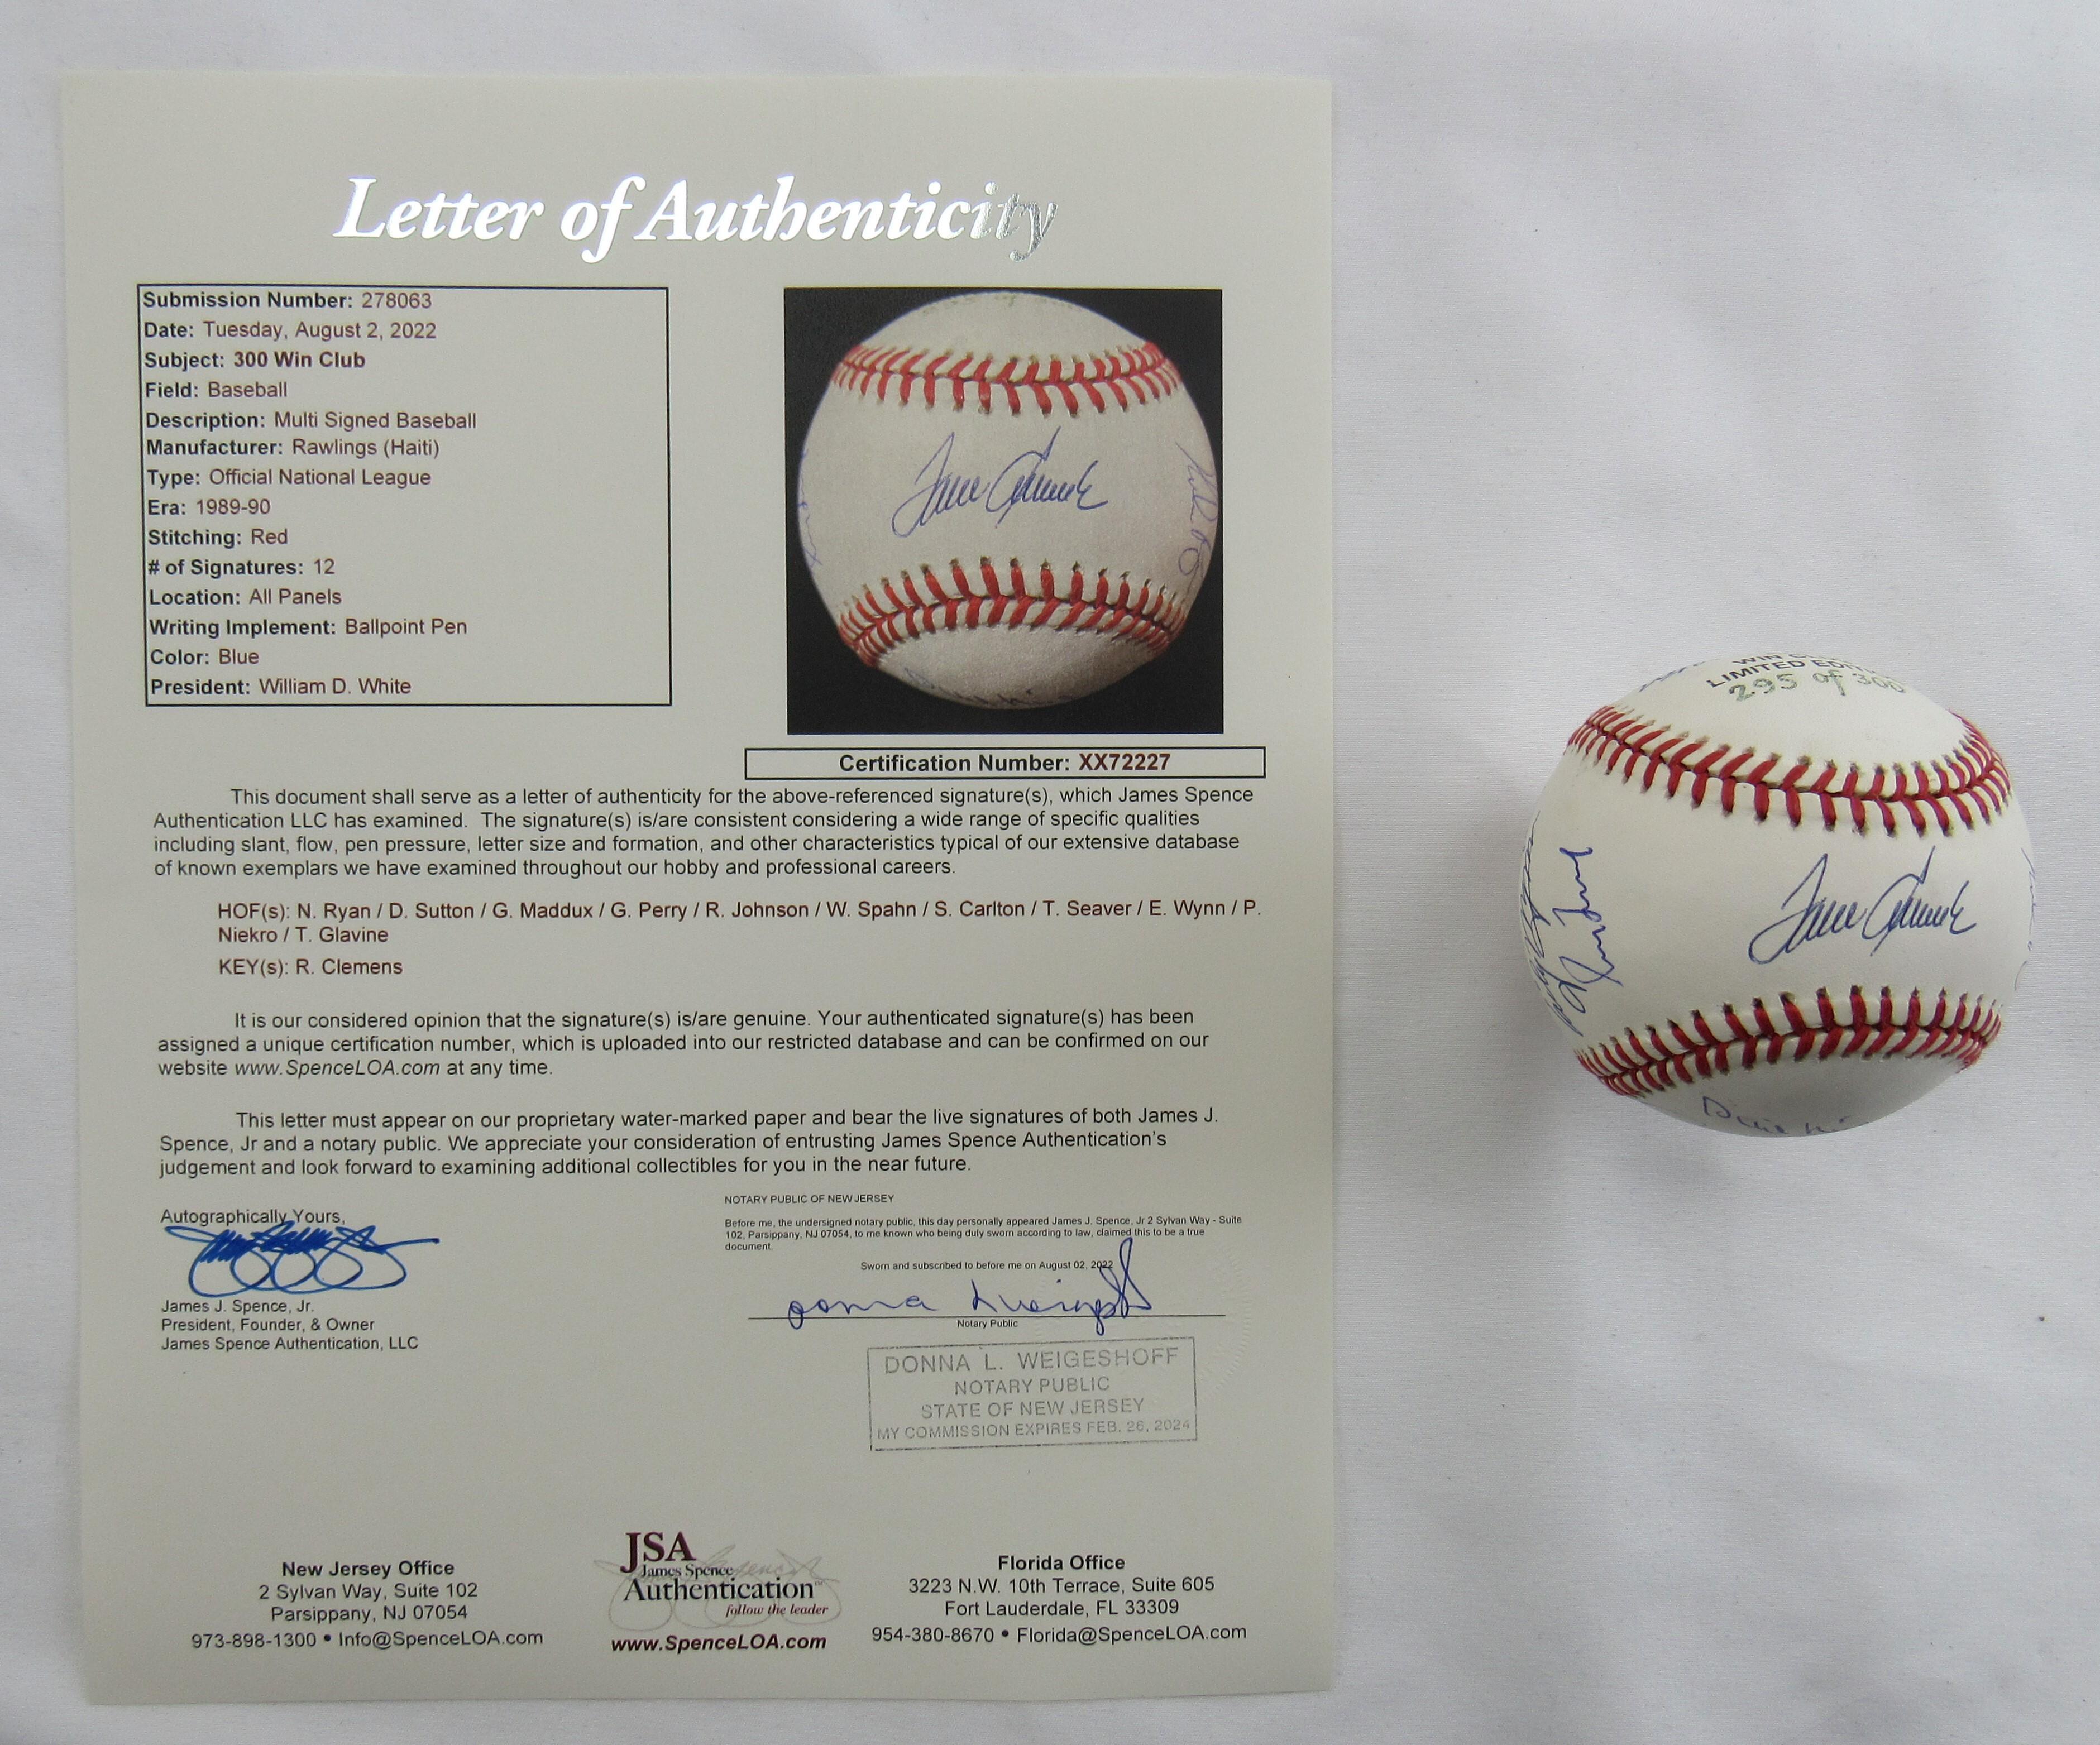 Letter of Authenticity
Submission Number: 278063
Date: Tuesday, August 2, 2022
Subject: 300 Win Club
Field: Baseball
Description: Multi Signed Baseball
Manufacturer: Rawlings (Haiti)
Type: Official National League
Era: 1989-90
Stitching: Red
# of Signatures: 12
Location: All Panels
Writing Implement: Ballpoint Pen
Color: Blue
President: William D. White
Tom Seaver
Certification Number: XX72227
This document shall serve as a letter of authenticity for the above-referenced signature(s), which James Spence
Authentication LLC has examined. The signature(s) is/are consistent considering a wide range of specific qualities
including slant, flow, pen pressure, letter size and formation, and other characteristics typical of our extensive database
of known exemplars we have examined throughout our hobby and professional careers.
HOF(s): N. Ryan / D. Sutton / G. Maddux / G. Perry / R. Johnson / W. Spahn / S. Carlton / T. Seaver / E. Wynn / P.
Niekro / T. Glavine
KEY(s): R. Clemens
It is our considered opinion that the signature(s) is/are genuine. Your authenticated signature(s) has been
assigned a unique certification number, which is uploaded into our restricted database and can be confirmed on our
website www.SpenceLOA.com at any time.
This letter must appear on our proprietary water-marked paper and bear the live signatures of both James J.
Spence, Jr and a notary public. We appreciate your consideration of entrusting James Spence Authentication's
judgement and look forward to examining additional collectibles for you in the near future.
Autographically Yours,
James J. Spence, Jr.
President, Founder, & Owner
James Spence Authentication, LLC
NOTARY PUBLIC OF NEW JERSEY
Before me, the undersigned notary public, this day personally appeared James J. Spence, Jr 2 Sylvan Way - Suite
102, Parsippany, NJ 07054, to me known who being duly sworn according to law, claimed this to be a true
document.
Sworn and subscribed to before me on August 02, 2022
Donna L Weigeshoff
Notary Public
DONNA L. WEIGESHOFF
NOTARY PUBLIC
STATE OF NEW JERSEY
MY COMMISSION EXPIRES FEB. 26, 2024
New Jersey Office
2 Sylvan Way, Suite 102
Parsippany, NJ 07054
973-898-1300 • Info@SpenceLOA.com
JSA
James Spence
Authentication™
follow the leader
www.SpenceLOA.com
Florida Office
3223 N.W. 10th Terrace, Suite 605
Fort Lauderdale, FL 33309
954-380-8670 • Florida@SpenceLOA.com
WIN
LIMITED
295 of 300
Tom Seaver